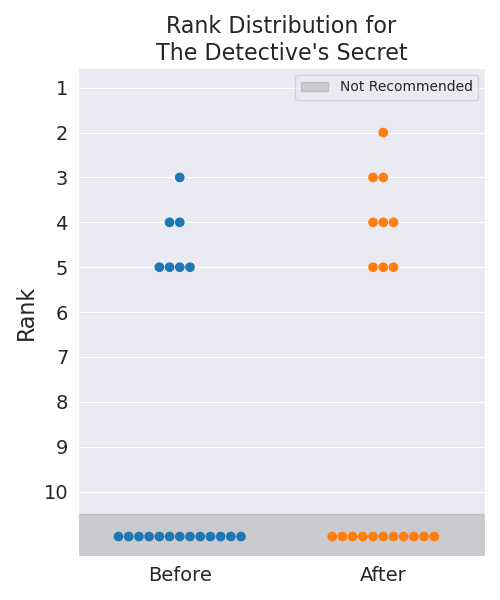 Rank Distribution for
The Detective's Secret
Not Recommended
1
2
3
4
5
6
7
8
9
10
Rank
Before
After